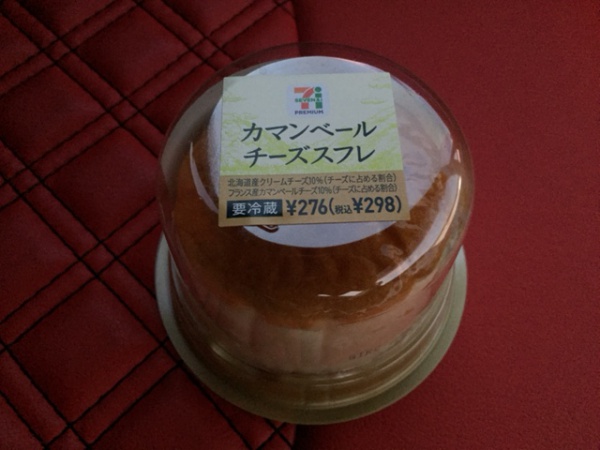 SEVEN i
PREMIUM
カマンベール
チーズスフレ
北海道産クリームチーズ10%(チーズに占める割合)
フランス産カマンベールチーズ10%(チーズに占める割合)
要冷蔵 ¥276(税込¥298)